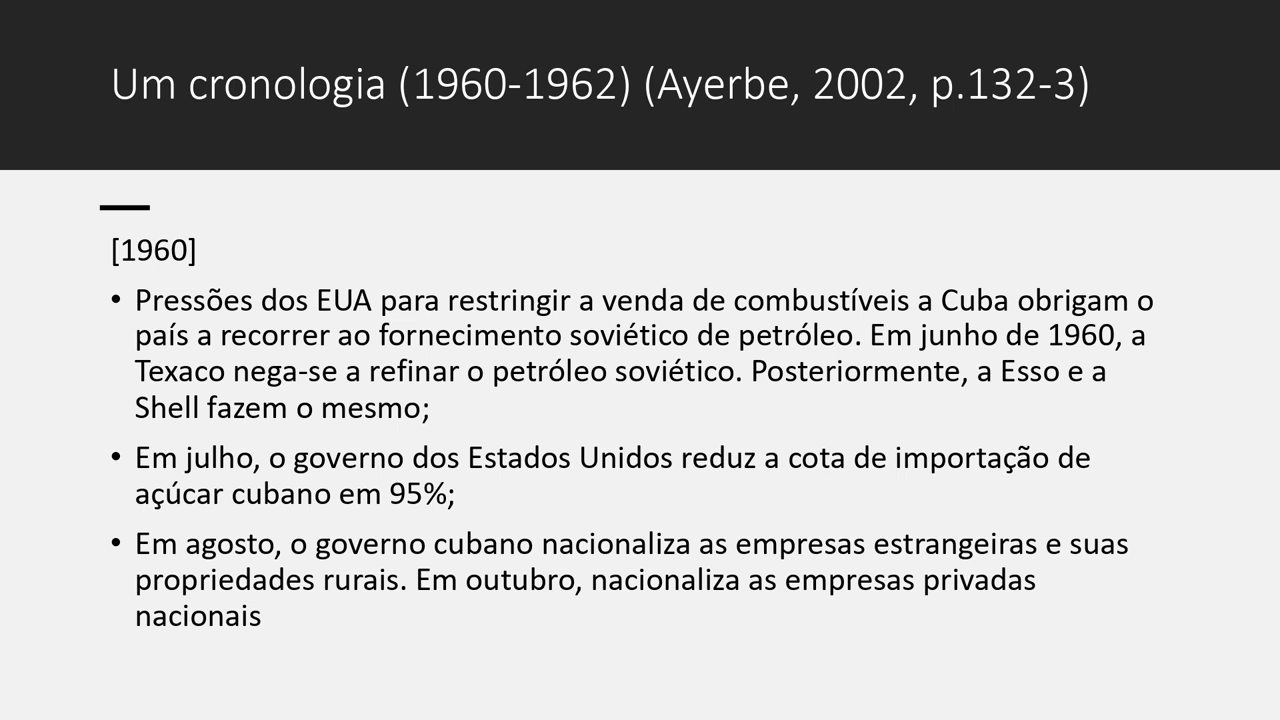 Um cronologia (1960-1962) (Ayerbe, 2002, p.132-3)
[1960]
• Pressões dos EUA para restringir a venda de combustíveis a Cuba obrigam o
país a recorrer ao fornecimento soviético de petróleo. Em junho de 1960, a
Texaco nega-se a refinar o petróleo soviético. Posteriormente, a Esso e a
Shell fazem o mesmo;
• Em julho, o governo dos Estados Unidos reduz a cota de importação de
açúcar cubano em 95%;
• Em agosto, o governo cubano nacionaliza as empresas estrangeiras e suas
propriedades rurais. Em outubro, nacionaliza as empresas privadas
nacionais